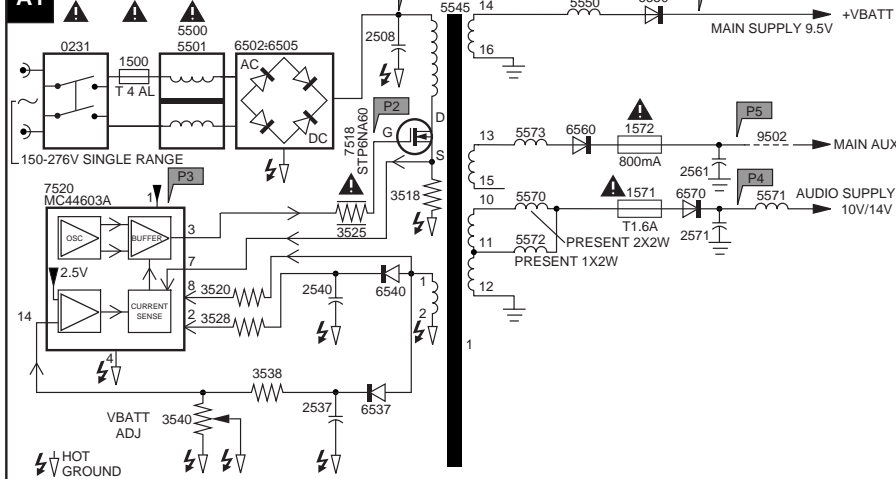 A1
5500
5501
0231
1500
T 4 AL
6502÷6505
AC
DC
2508
5545
14
16
5550
MAIN SUPPLY 9.5V
+VBATT
150-276V SINGLE RANGE
7518
STP6NA60
P2
G
D
S
3518
3525
13
15
5573
6560
1572
800mA
P5
2561
9502
MAIN AUX
10
11
12
5570
5572
PRESENT 2X2W
PRESENT 1X2W
1571
T1.6A
6570
P4
2571
5571
AUDIO SUPPLY
10V/14V
7520
MC44603A
P3
1
OSC
BUFFER
3
7
2.5V
CURRENT
SENSE
8
3520
2
3528
14
4
2540
6540
1
2
1
3538
VBATT
ADJ
3540
2537
6537
HOT
GROUND